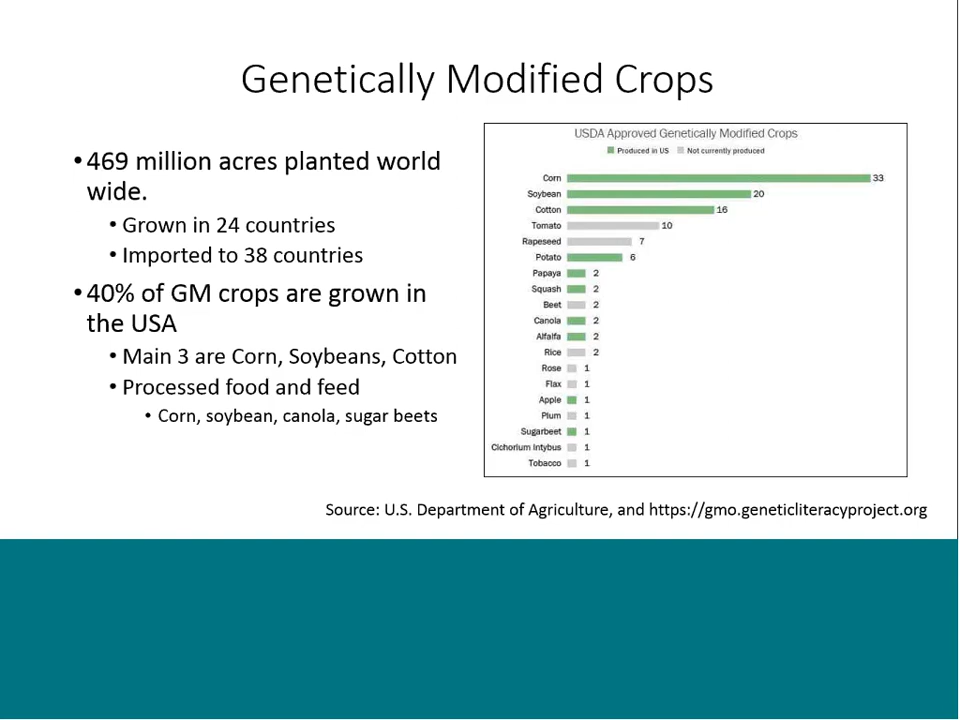 Genetically Modified Crops
•469 million acres planted world
wide.
• Grown in 24 countries
• Imported to 38 countries
•40% of GM crops are grown in
the USA
• Main 3 are Corn, Soybeans, Cotton
• Processed food and feed
• Corn, soybean, canola, sugar beets
USDA Approved Genetically Modified Crops
Produced in US Not currently produced
Corn 33
Soybean 20
Cotton 16
Tomato 10
Rapeseed 7
Potato 6
Papaya 2
Squash 2
Beet 2
Canola 2
Alfalfa 2
Rice 2
Rose 1
Flax 1
Apple 1
Plum 1
Sugarbeet 1
Cichorium Intybus 1
Tobacco 1
Source: U.S. Department of Agriculture, and https://gmo.geneticliteracyproject.org